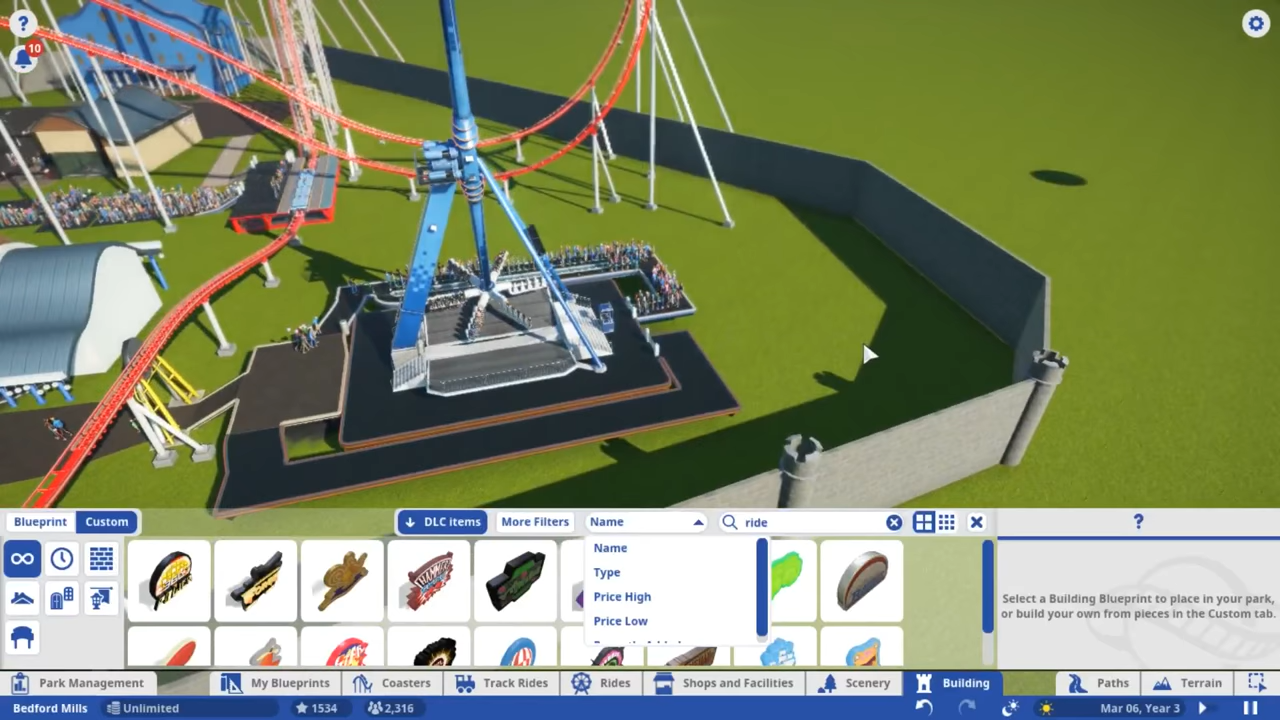 ?
10
Blueprint
Custom
DLC items
More Filters
Name
ride
?
Name
Type
Price High
Price Low
Select a Building Blueprint to place in your park,
or build your own from pieces in the Custom tab.
Park Management
My Blueprints
Coasters
Track Rides
Rides
Shops and Facilities
Scenery
Building
Paths
Terrain
Bedford Mills
Unlimited
1534
2,316
Mar 06, Year 3